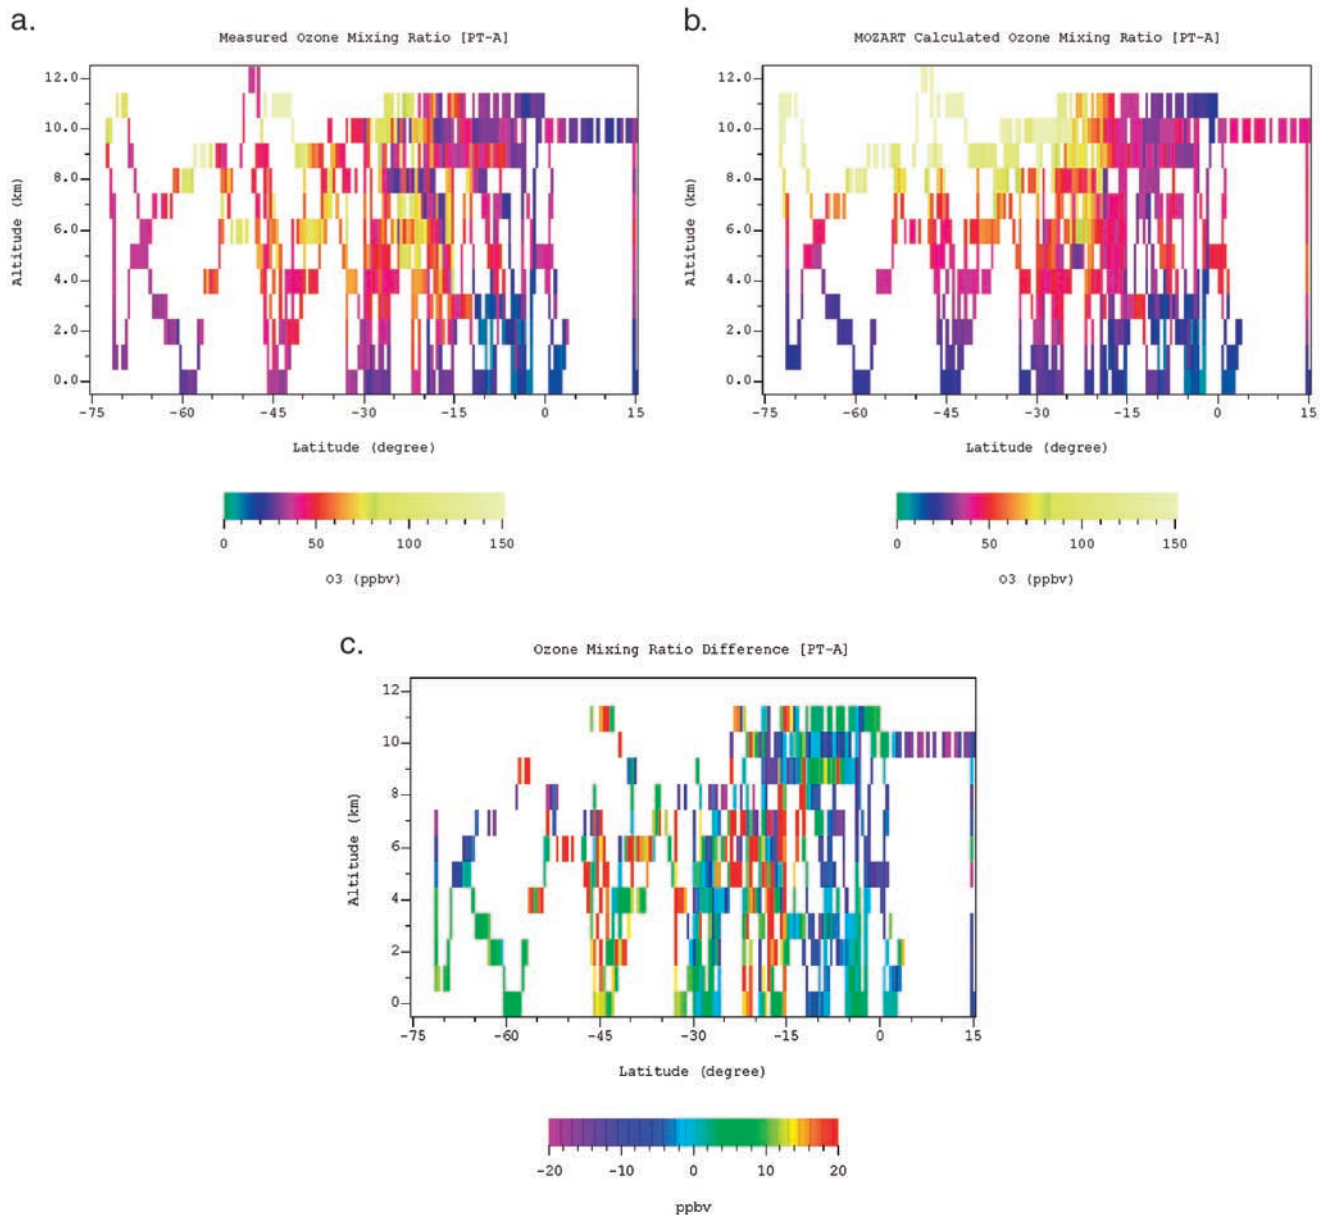 a.
Measured Ozone Mixing Ratio [PT-A]
12.0
10.0
8.0
6.0
4.0
2.0
0.0
Altitude (km)
-75 -60 -45 -30 -15 0 15
Latitude (degree)
0 50 100 150
O3 (ppbv)
b.
MOZART Calculated Ozone Mixing Ratio [PT-A]
12.0
10.0
8.0
6.0
4.0
2.0
0.0
Altitude (km)
-75 -60 -45 -30 -15 0 15
Latitude (degree)
0 50 100 150
O3 (ppbv)
c.
Ozone Mixing Ratio Difference [PT-A]
12
10
8
6
4
2
0
Altitude (km)
-75 -60 -45 -30 -15 0 15
Latitude (degree)
-20 -10 0 10 20
ppbv